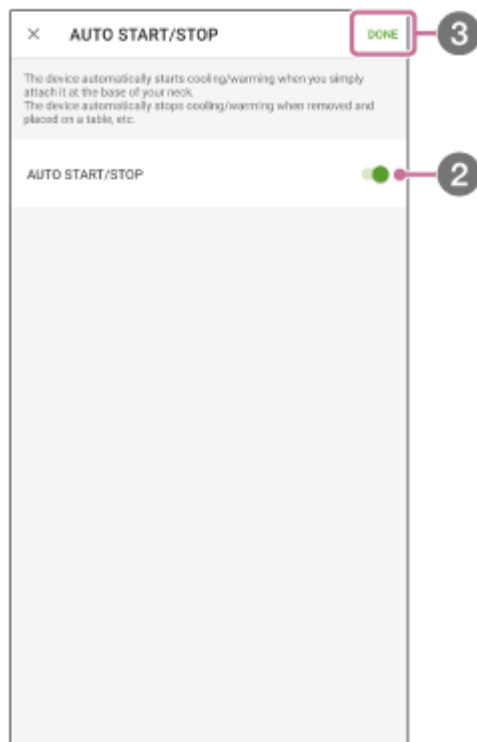 × AUTO START/STOP DONE 3
The device automatically starts cooling/warming when you simply
attach it at the base of your neck.
The device automatically stops cooling/warming when removed and
placed on a table, etc.
AUTO START/STOP 2